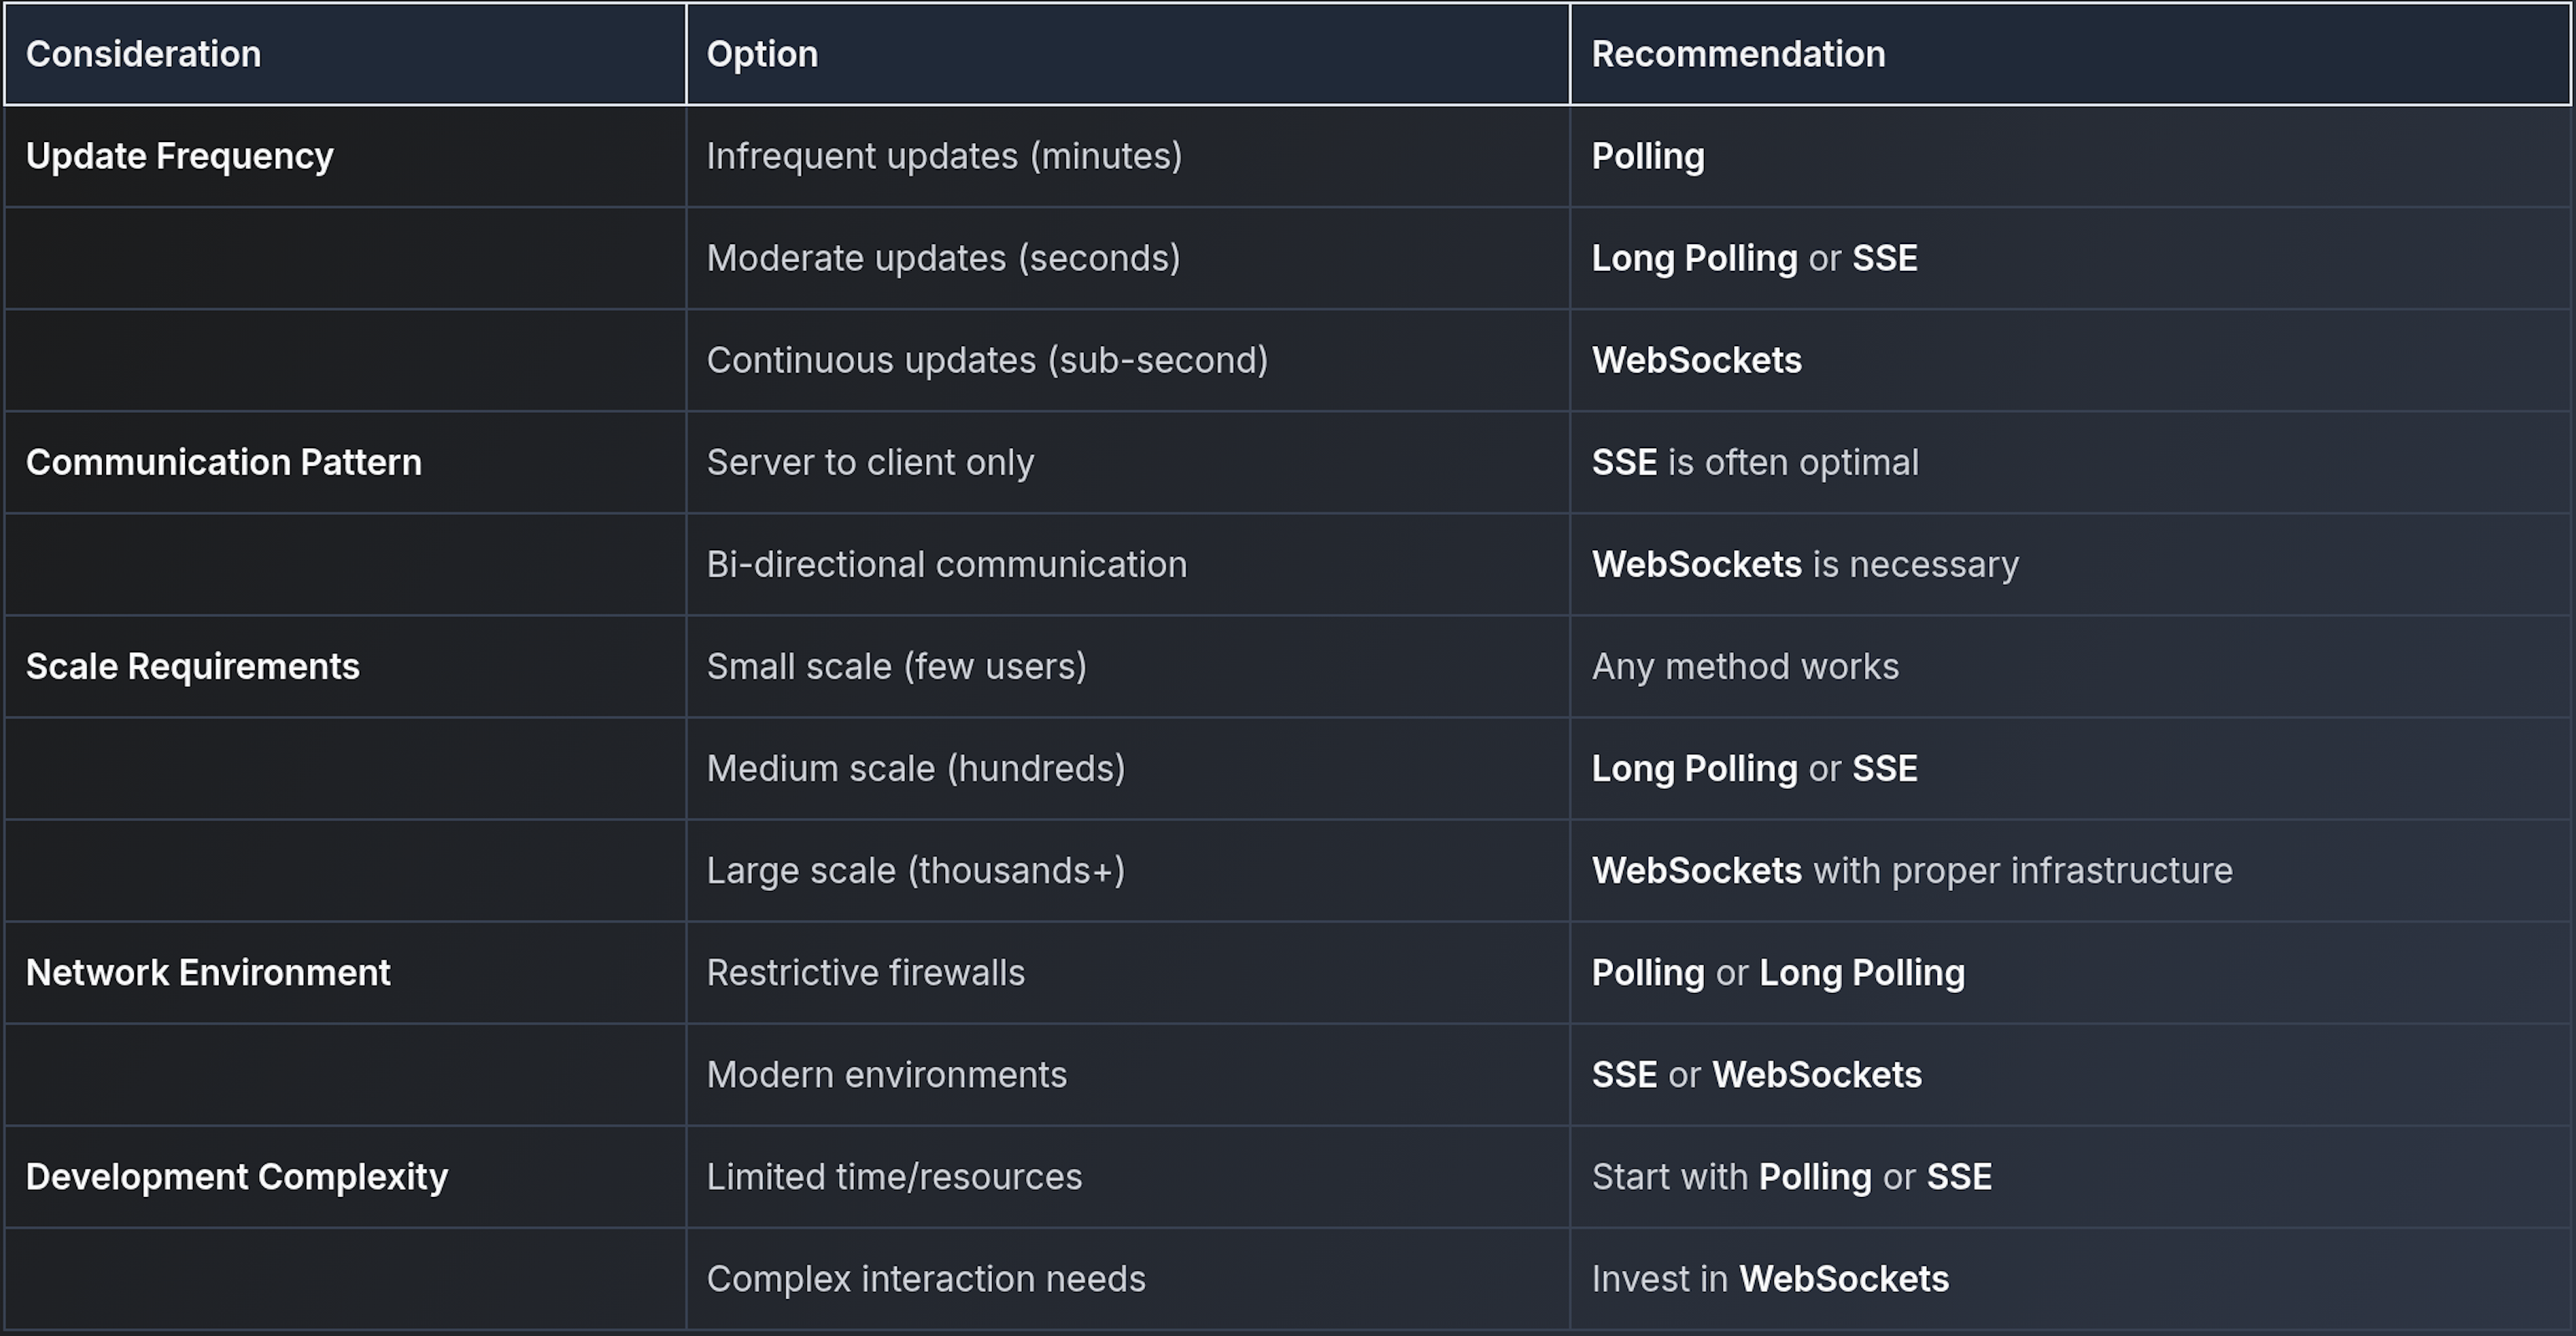 Consideration Option Recommendation
Update Frequency Infrequent updates (minutes) Polling
Moderate updates (seconds) Long Polling or SSE
Continuous updates (sub-second) WebSockets
Communication Pattern Server to client only SSE is often optimal
Bi-directional communication WebSockets is necessary
Scale Requirements Small scale (few users) Any method works
Medium scale (hundreds) Long Polling or SSE
Large scale (thousands+) WebSockets with proper infrastructure
Network Environment Restrictive firewalls Polling or Long Polling
Modern environments SSE or WebSockets
Development Complexity Limited time/resources Start with Polling or SSE
Complex interaction needs Invest in WebSockets